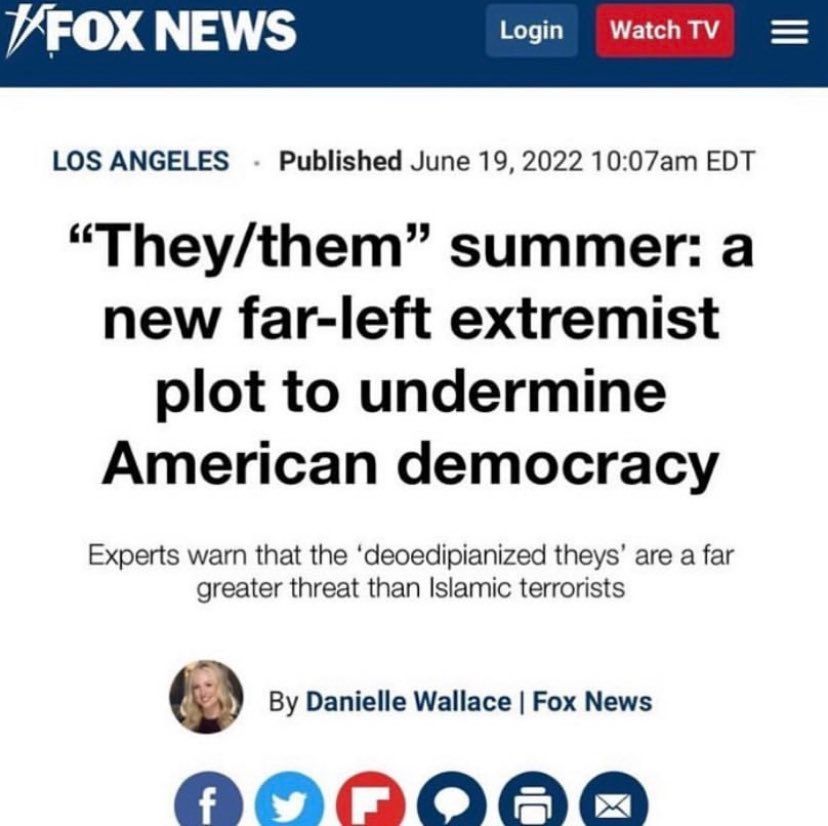 FOX NEWS Login Watch TV
LOS ANGELES · Published June 19, 2022 10:07am EDT
“They/them” summer: a
new far-left extremist
plot to undermine
American democracy
Experts warn that the ‘deoedipianized theys’ are a far
greater threat than Islamic terrorists
By Danielle Wallace | Fox News
f